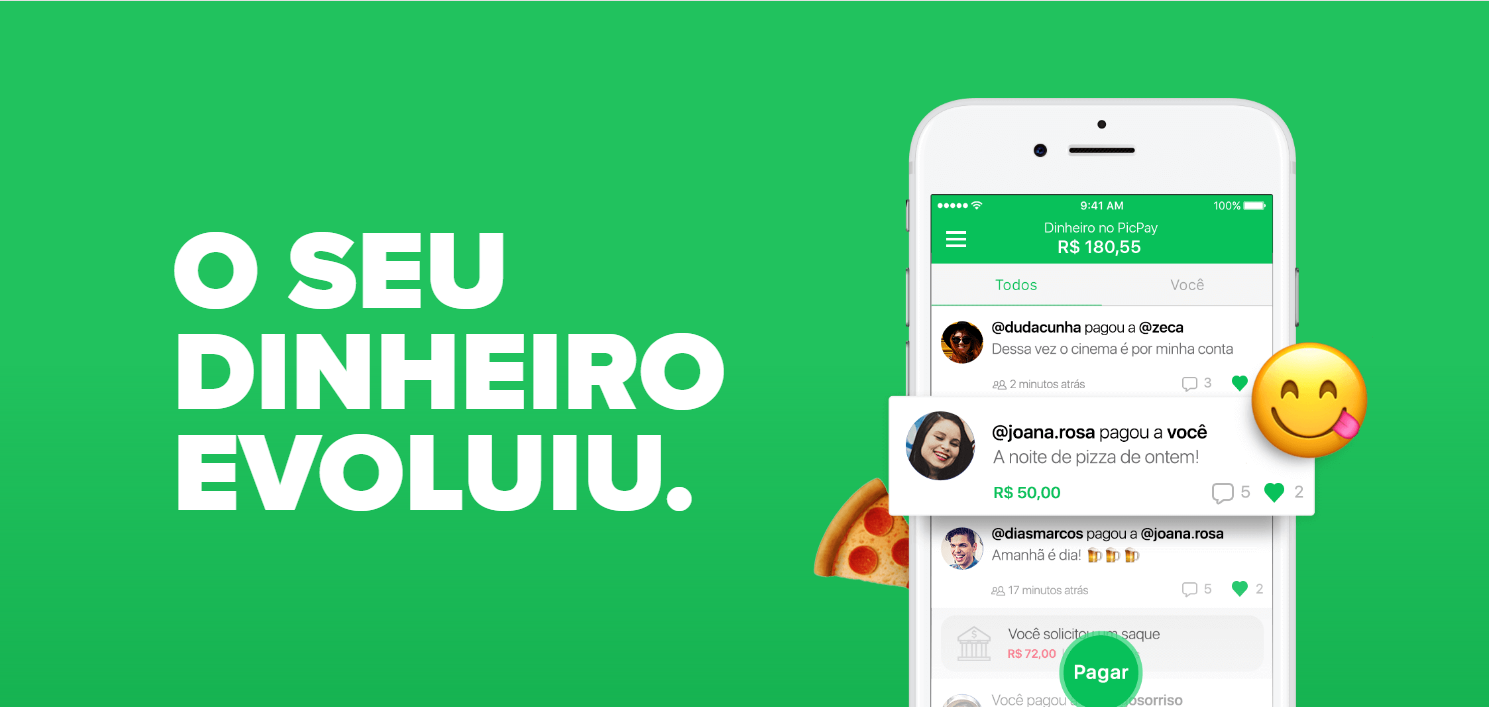 O SEU
DINHEIRO
EVOLUIU.
9:41 AM
100%
Dinheiro no PicPay
R$ 180,55
Todos
Você
@dudacunha pagou a @zeca
Dessa vez o cinema é por minha conta
2 minutos atrás
3
@joana.rosa pagou a você
A noite de pizza de ontem!
R$ 50,00
5
2
@diasmarcos pagou a @joana.rosa
Amanhã é dia! 🍺🍺🍺
17 minutos atrás
5
2
Você solicitou um saque
R$ 72,00
Pagar
Você pagou a